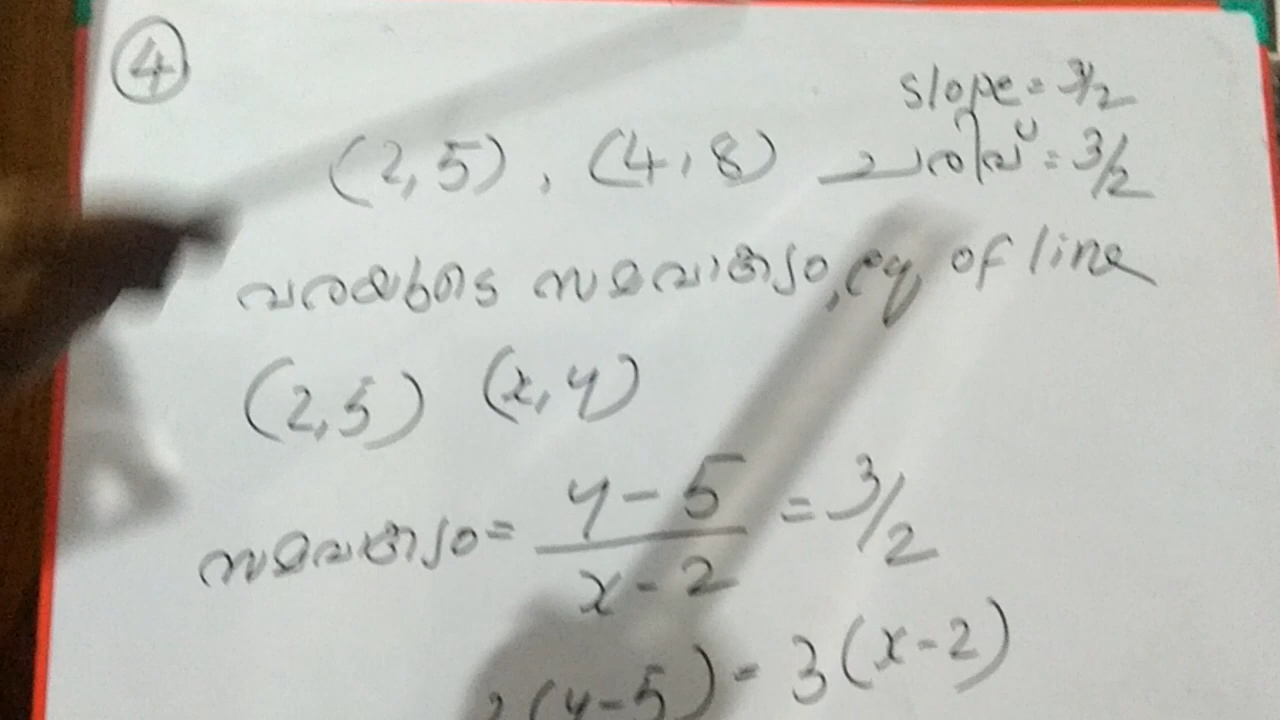 ④
slope = 3/2
(2,5), (4,8) ചരിവ് = 3/2
വരയുടെ സമവാക്യം, eq of line
(2,5) (x,y)
സമവാക്യം = y-5 / x-2 = 3/2
2(y-5) = 3(x-2)